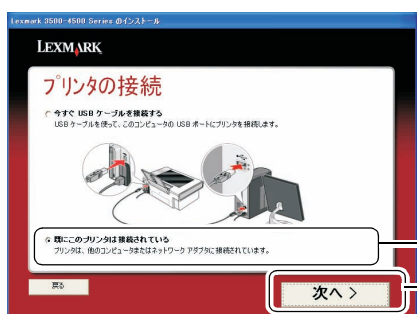 Lexmark 3500-4500 Series のインストール
LEXMARK
プリンタの接続
今すぐ USB ケーブルを接続する
USB ケーブルを使って、このコンピュータの USB ポートにプリンタを接続します。
既にこのプリンタは接続されている
プリンタは、他のコンピュータまたはネットワーク アダプタに接続されています。
戻る
次へ >